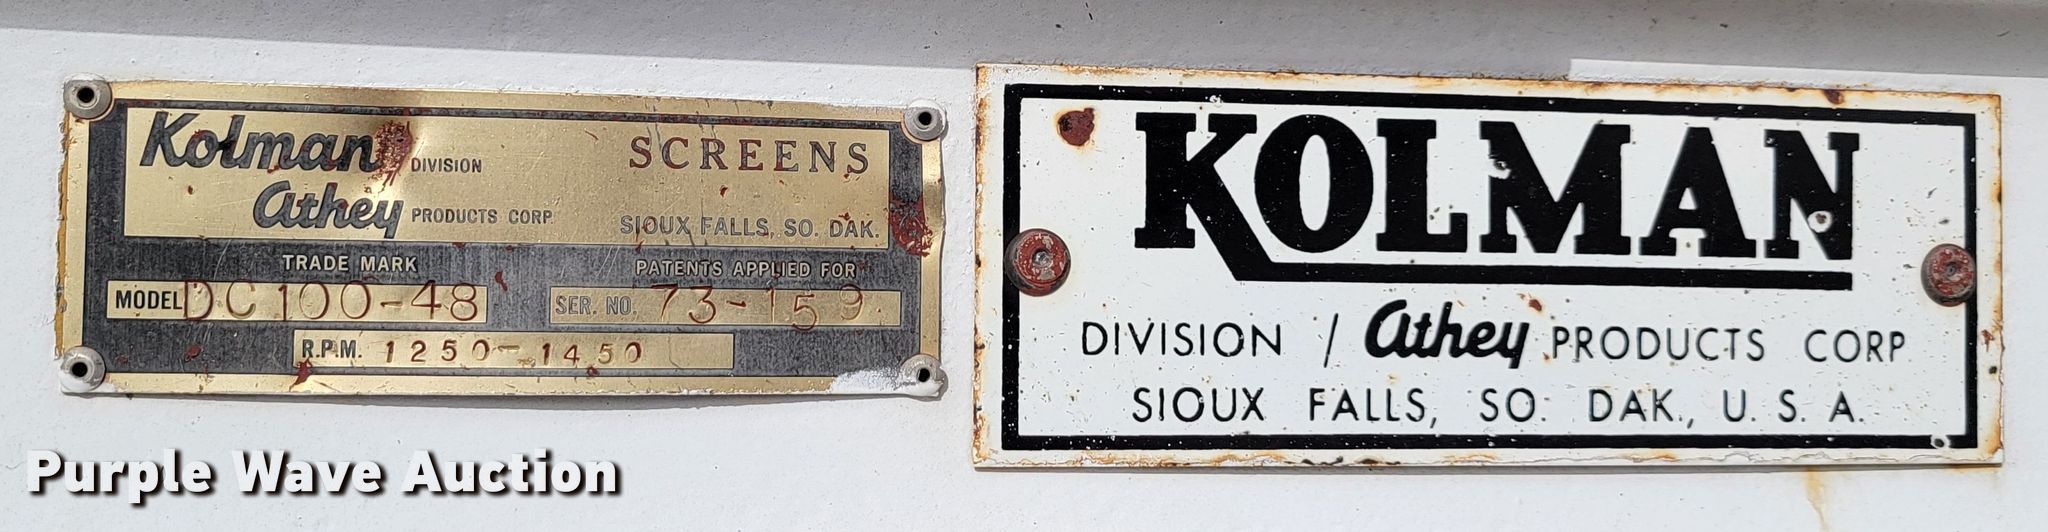 Kolman DIVISION SCREENS
Athey PRODUCTS CORP SIOUX FALLS, SO. DAK.
TRADE MARK PATENTS APPLIED FOR
MODEL DC100-48 SER. NO. 73-159
R.P.M. 1250-1450
KOLMAN
DIVISION / Athey PRODUCTS CORP
SIOUX FALLS, SO. DAK., U. S. A.
Purple Wave Auction